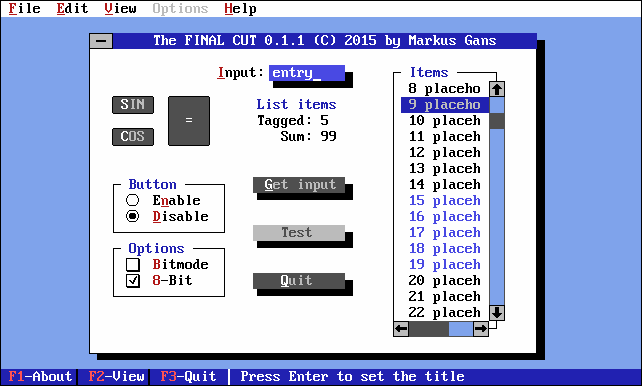 File Edit View Options Help
The FINAL CUT 0.1.1 (C) 2015 by Markus Gans
Input: entry_
SIN
COS
=
List items
Tagged: 5
Sum: 99
Button
Enable
Disable
Options
Bitmode
8-Bit
Get input
Test
Quit
Items
8 placeho
9 placeho
10 placeh
11 placeh
12 placeh
13 placeh
14 placeh
15 placeh
16 placeh
17 placeh
18 placeh
19 placeh
20 placeh
21 placeh
22 placeh
F1-About F2-View F3-Quit Press Enter to set the title